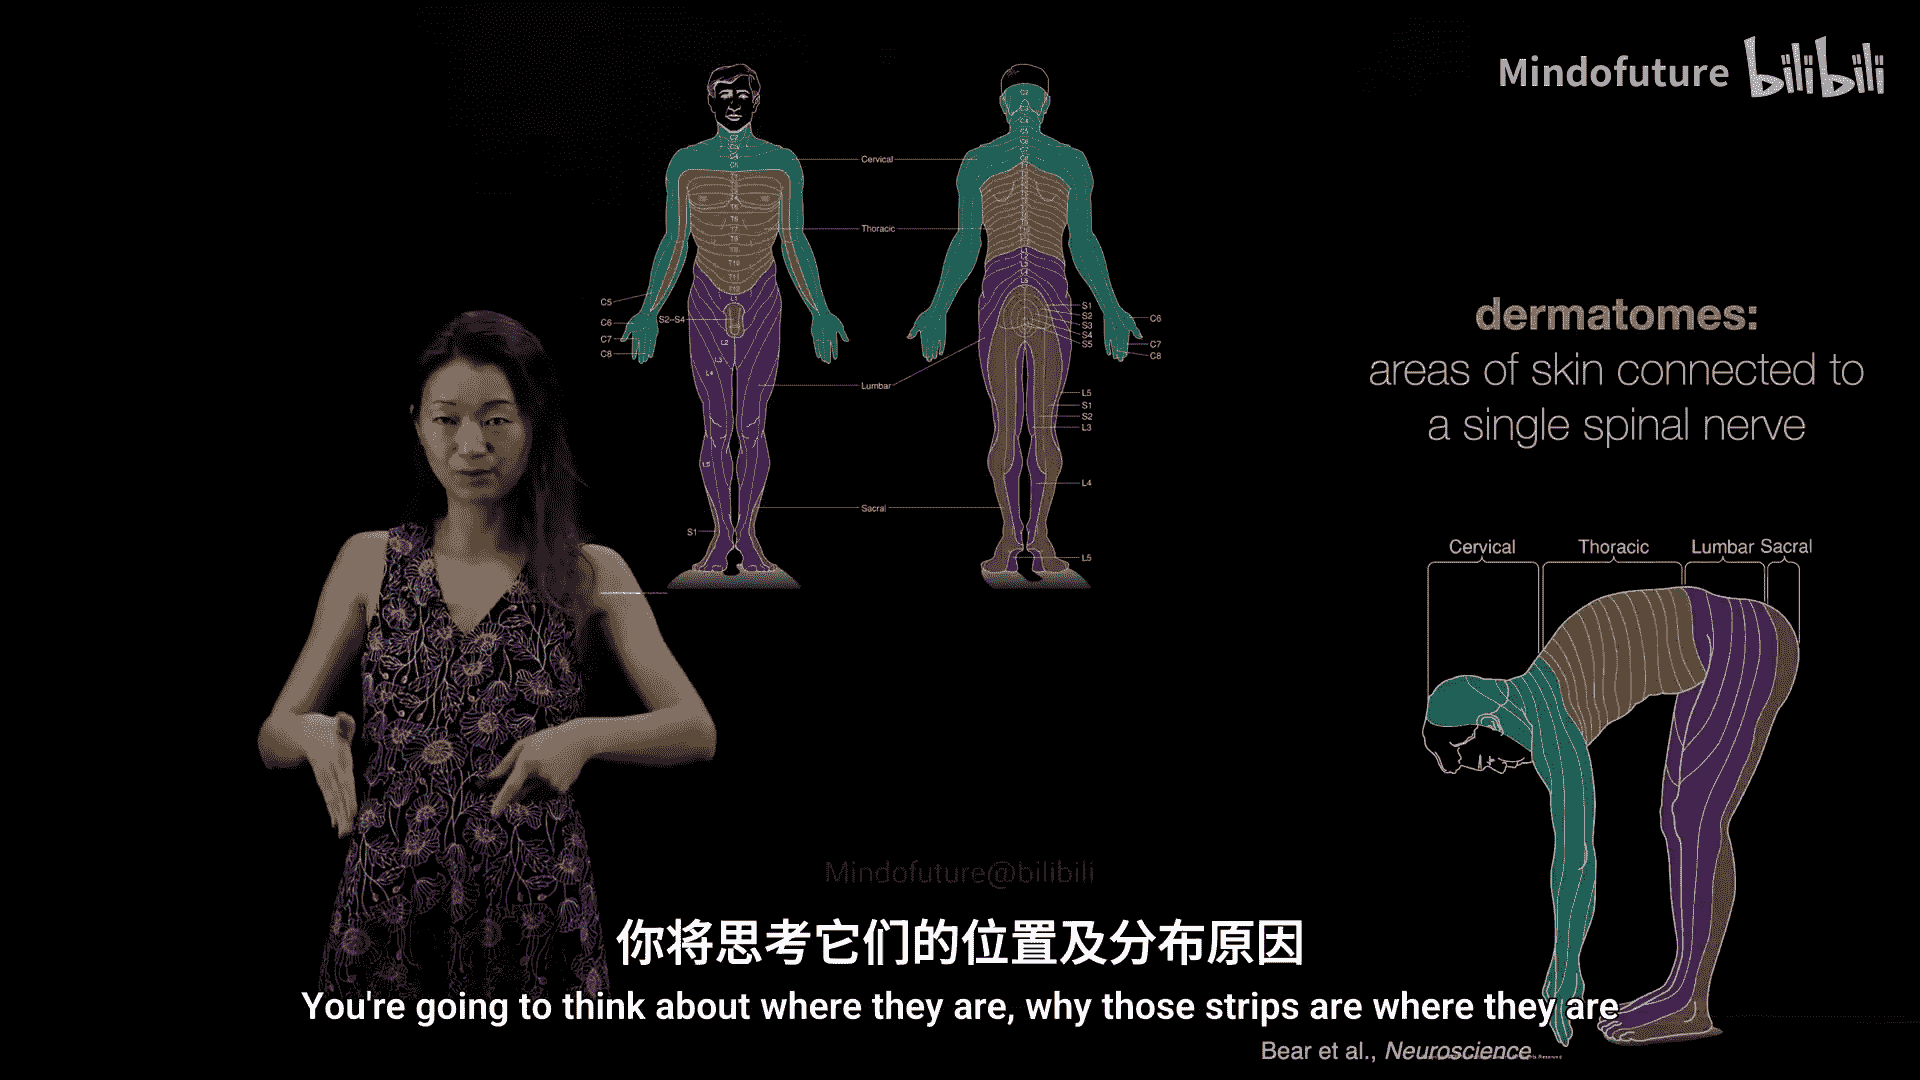 Mindofuture bilibili
Cervical
Thoracic
C5
C6
S2–S4
C7
C8
L1
L2
L3
L4
Lumbar
L5
Sacral
S1
C2
S1
S2
S3
S4
S5
C6
C7
C8
L5
S1
S2
L3
L4
L5
dermatomes:
areas of skin connected to
a single spinal nerve
Cervical Thoracic Lumbar Sacral
Mindofuture@bilibili
你将思考它们的位置及分布原因
You're going to think about where they are, why those strips are where they are
Bear et al., Neuroscience